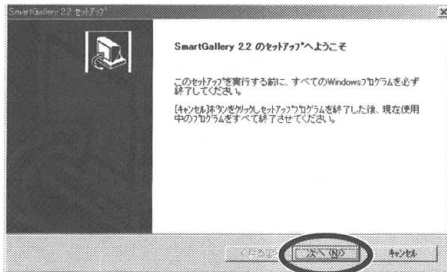 SmartGallery 2.2 ｾｯﾄｱｯﾌﾟ
SmartGallery 2.2 のｾｯﾄｱｯﾌﾟへようこそ
このｾｯﾄｱｯﾌﾟを実行する前に、すべてのWindowsﾌﾟﾛｸﾞﾗﾑを必ず
終了してください。
[ｷｬﾝｾﾙ]ﾎﾞﾀﾝをｸﾘｯｸしｾｯﾄｱｯﾌﾟﾌﾟﾛｸﾞﾗﾑを終了した後、現在使用
中のﾌﾟﾛｸﾞﾗﾑをすべて終了させてください。
< 戻る(B)
次へ(N)>
ｷｬﾝｾﾙ